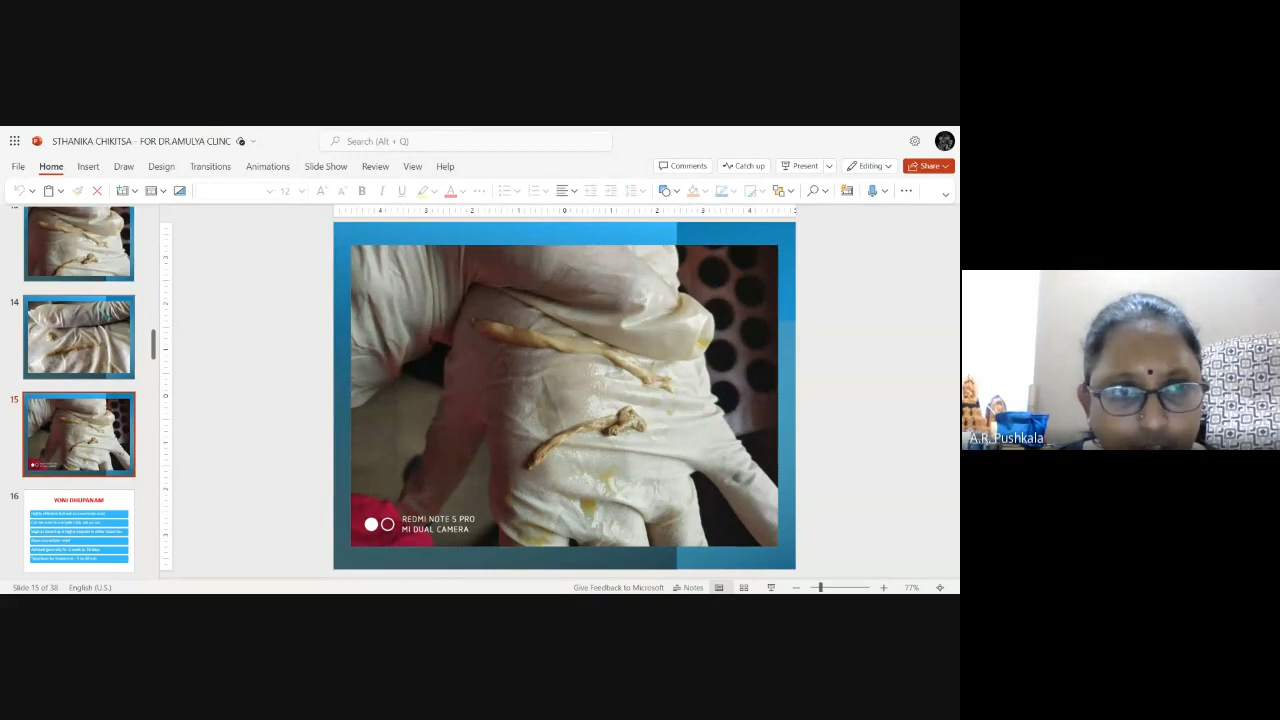 STHANIKA CHIKITSA - FOR DR.AMULYA CLINC
Search (Alt + Q)
File Home Insert Draw Design Transitions Animations Slide Show Review View Help
Comments Catch up Present Editing Share
12
14
15
16
YONI DHUPANAM
REDMI NOTE 5 PRO
MI DUAL CAMERA
A.R. Pushkala
Slide 15 of 38 English (U.S.) Give Feedback to Microsoft Notes 77%